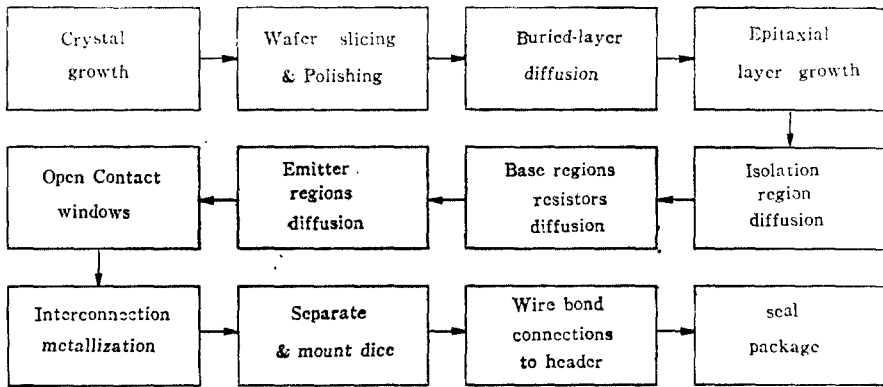 Crystal
growth
Wafer slicing
& Polishing
Buried-layer
diffusion
Epitaxial
layer growth
Isolation
region
diffusion
Base regions
resistors
diffusion
Emitter
regions
diffusion
Open Contact
windows
Interconnection
metallization
Separate
& mount dice
Wire bond
connections
to header
seal
package